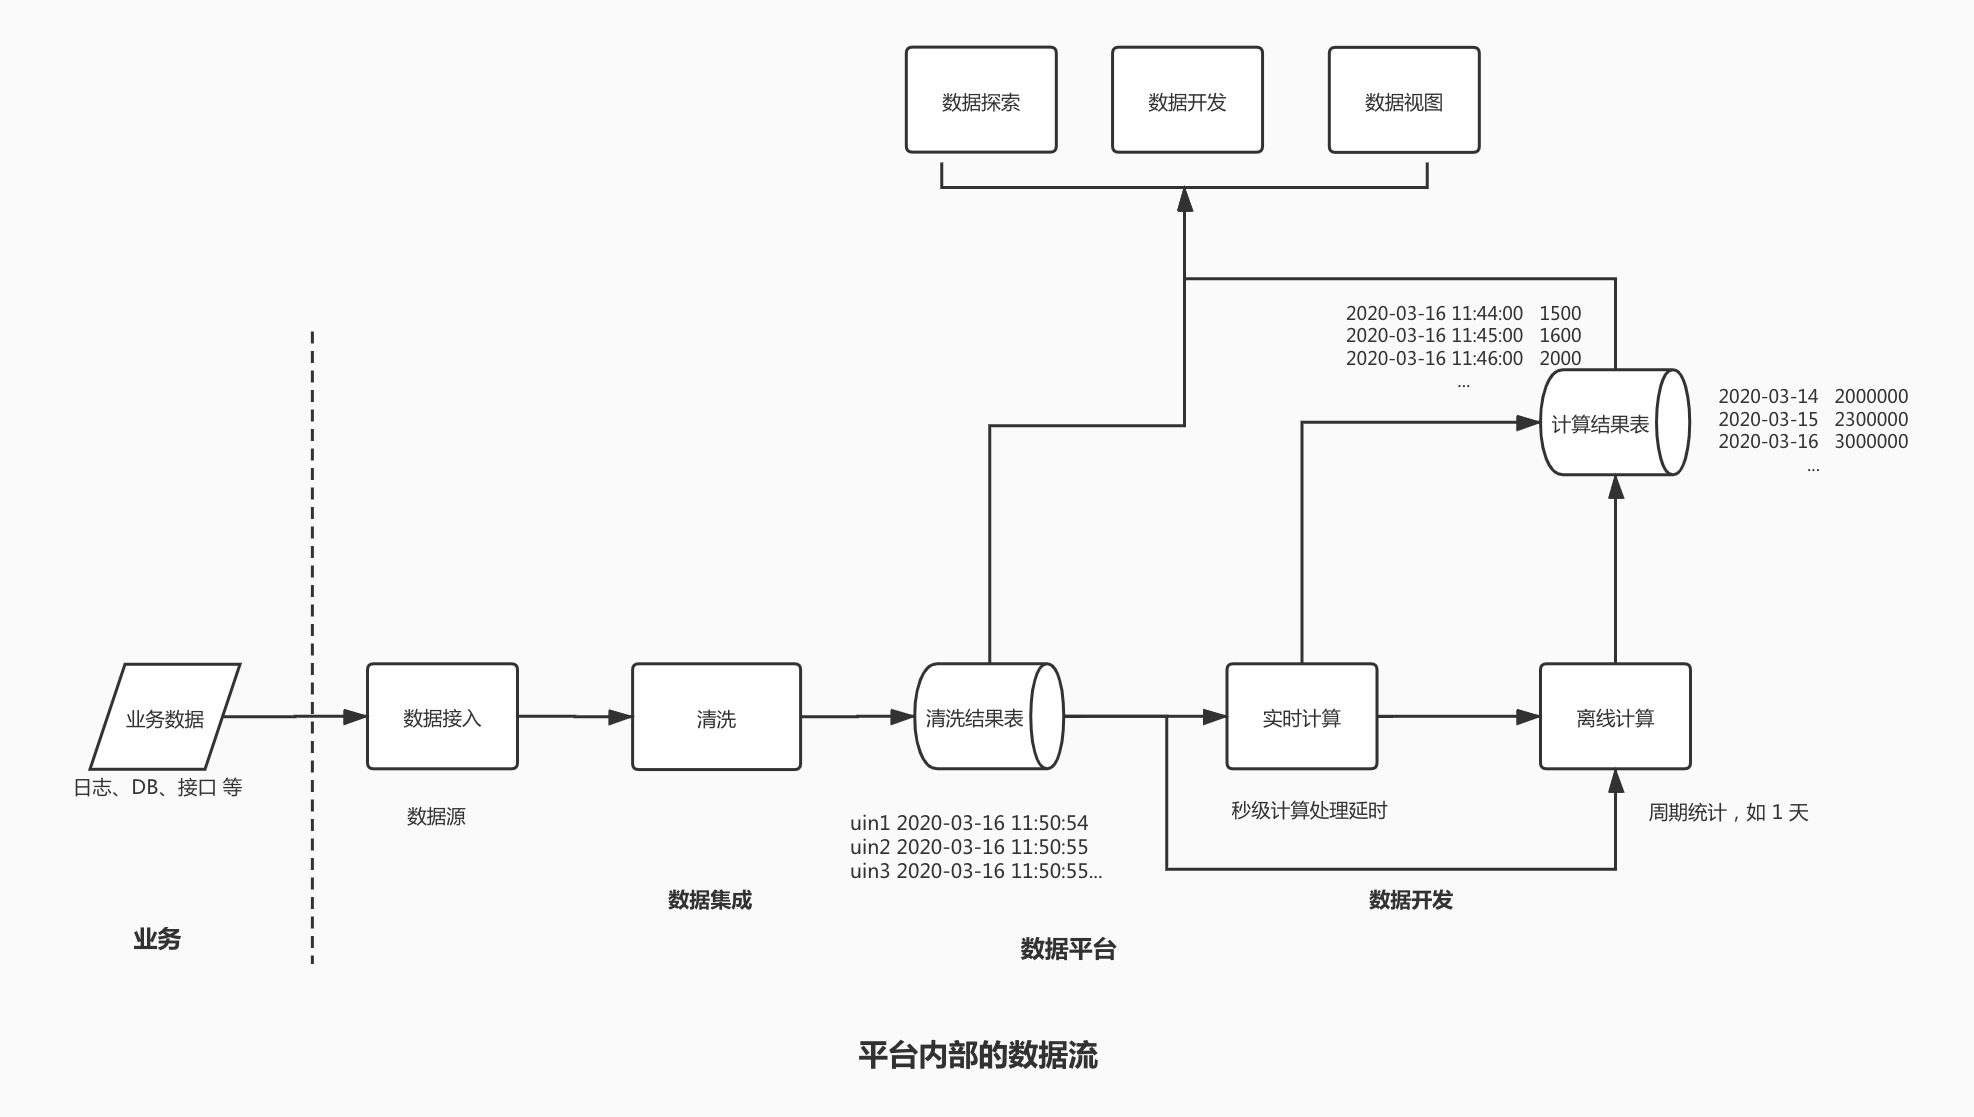 数据探索
数据开发
数据视图
2020-03-16 11:44:00 1500
2020-03-16 11:45:00 1600
2020-03-16 11:46:00 2000
...
计算结果表
2020-03-14 2000000
2020-03-15 2300000
2020-03-16 3000000
...
业务数据
日志、DB、接口 等
数据接入
数据源
清洗
清洗结果表
uin1 2020-03-16 11:50:54
uin2 2020-03-16 11:50:55
uin3 2020-03-16 11:50:55...
实时计算
秒级计算处理延时
离线计算
周期统计，如 1 天
数据集成
数据开发
业务
数据平台
平台内部的数据流